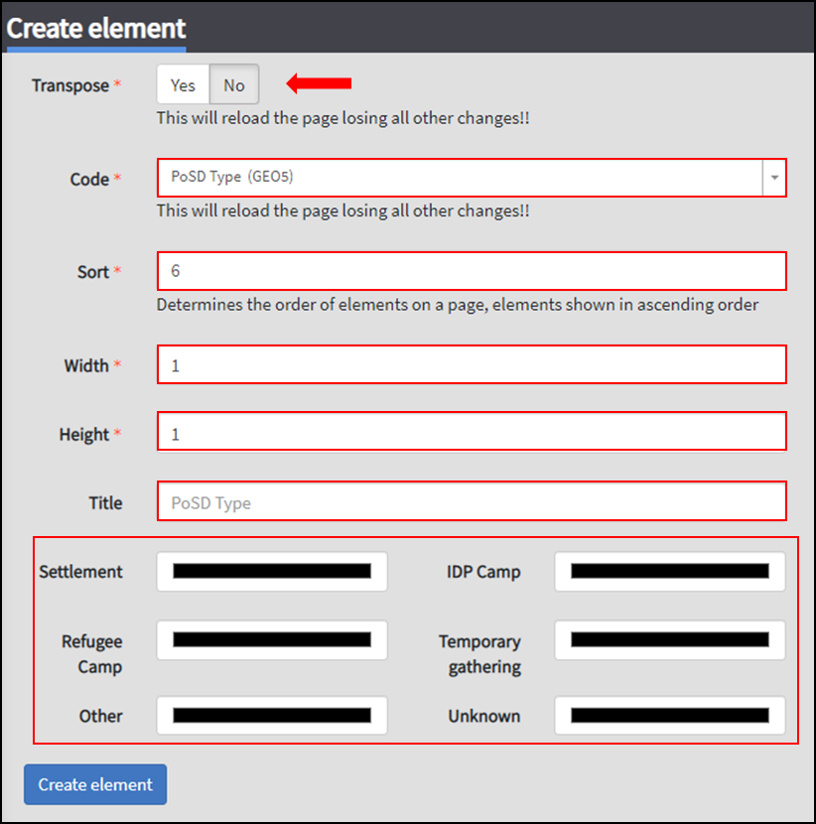 Create element
Transpose * Yes No
This will reload the page losing all other changes!!
Code * PoSD Type (GEO5)
This will reload the page losing all other changes!!
Sort * 6
Determines the order of elements on a page, elements shown in ascending order
Width * 1
Height * 1
Title PoSD Type
Settlement IDP Camp
Refugee Temporary
Camp gathering
Other Unknown
Create element